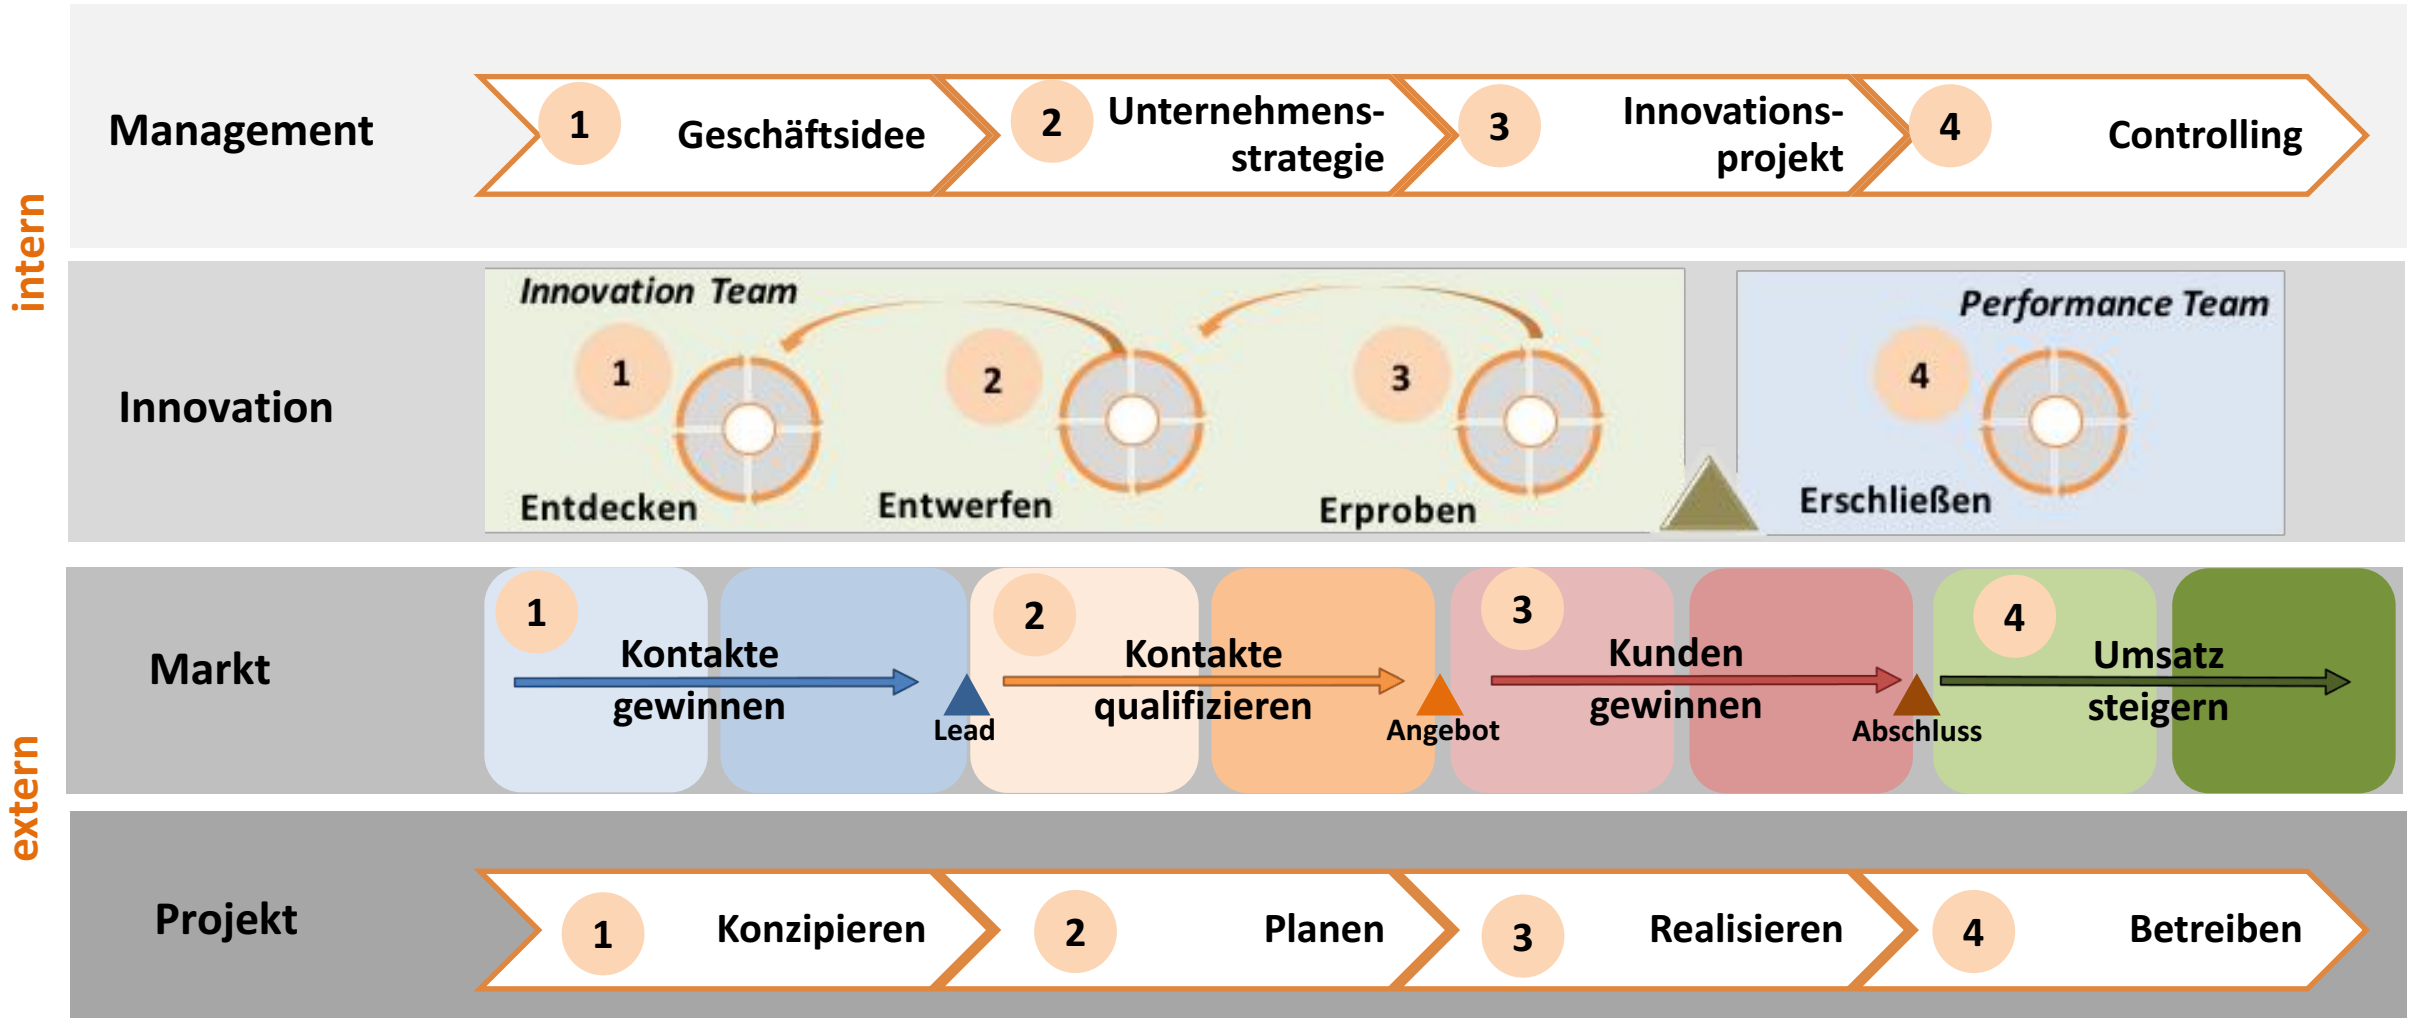 intern
Management
1
Geschäftsidee
2
Unternehmens-
strategie
3
Innovations-
projekt
4
Controlling
Innovation
Innovation Team
1
Entdecken
2
Entwerfen
3
Erproben
Performance Team
4
Erschließen
extern
Markt
1
Kontakte
gewinnen
Lead
2
Kontakte
qualifizieren
Angebot
3
Kunden
gewinnen
Abschluss
4
Umsatz
steigern
Projekt
1
Konzipieren
2
Planen
3
Realisieren
4
Betreiben